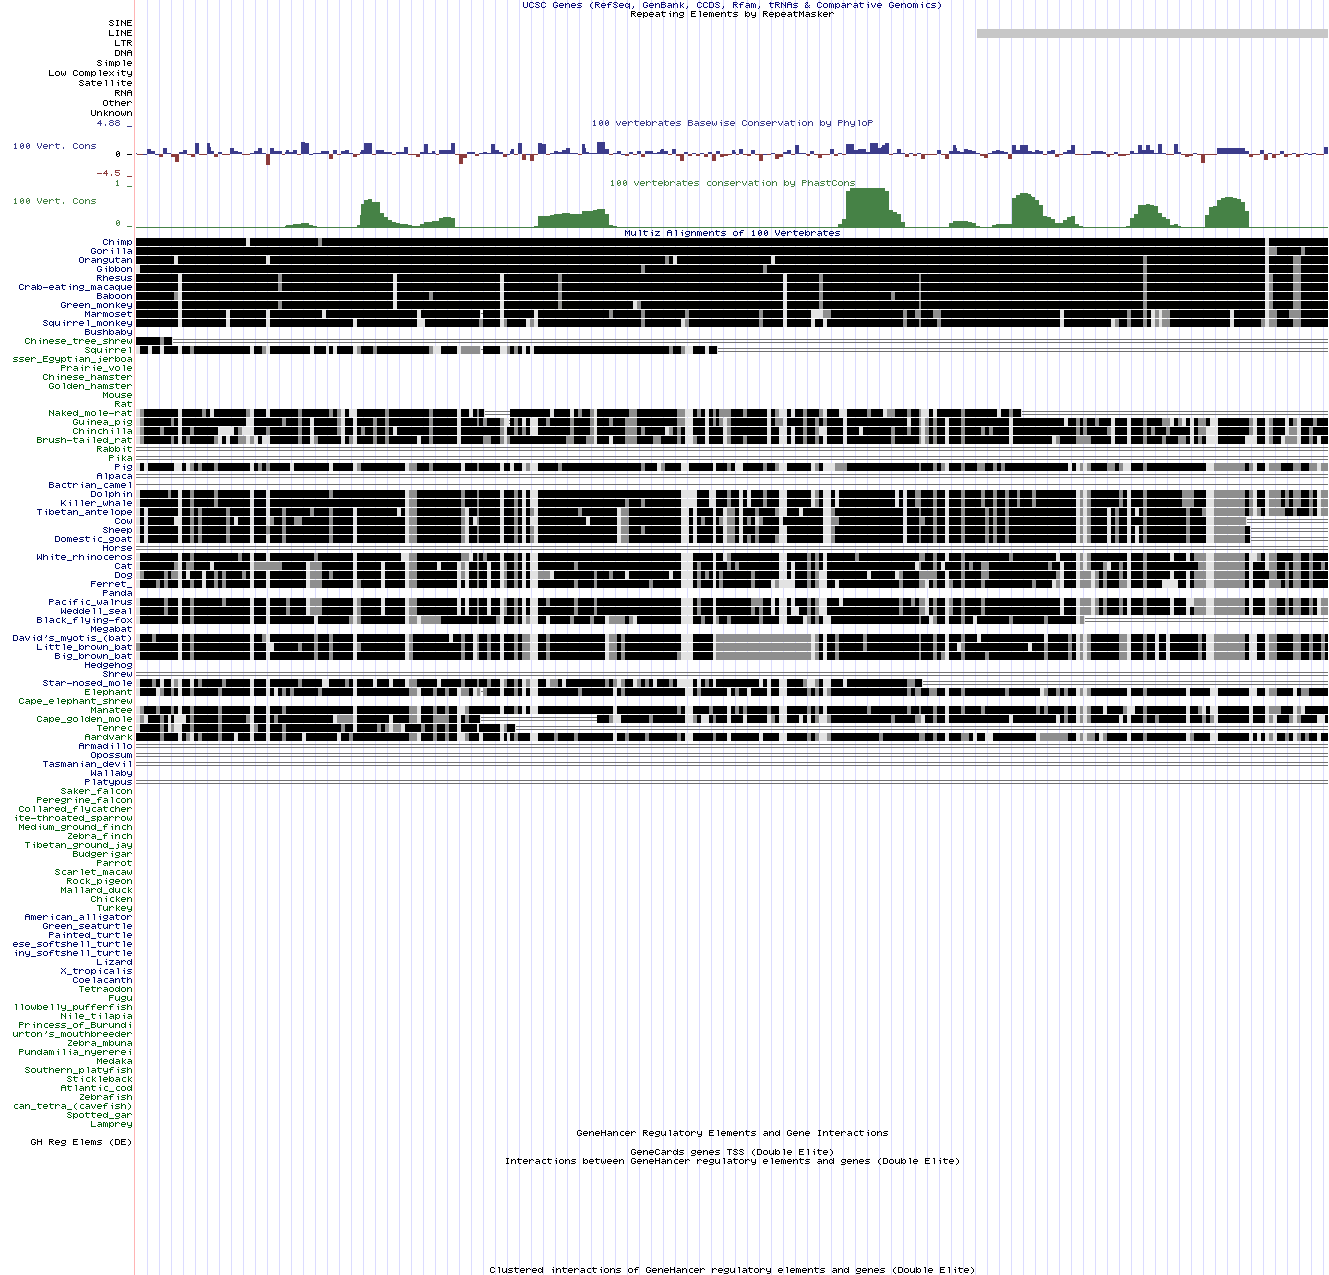 UCSC Genes (RefSeq, GenBank, CCDS, Rfam, tRNAs & Comparative Genomics)
Repeating Elements by RepeatMasker
SINE
LINE
LTR
DNA
Simple
Low Complexity
Satellite
RNA
Other
Unknown
4.88 _
100 vertebrates Basewise Conservation by PhyloP
100 Vert. Cons
0 -
-4.5 _
1 _
100 vertebrates conservation by PhastCons
100 Vert. Cons
0 _
Multiz Alignments of 100 Vertebrates
Chimp
Gorilla
Orangutan
Gibbon
Rhesus
Crab-eating_macaque
Baboon
Green_monkey
Marmoset
Squirrel_monkey
Bushbaby
Chinese_tree_shrew
Squirrel
sser_Egyptian_jerboa
Prairie_vole
Chinese_hamster
Golden_hamster
Mouse
Rat
Naked_mole-rat
Guinea_pig
Chinchilla
Brush-tailed_rat
Rabbit
Pika
Pig
Alpaca
Bactrian_camel
Dolphin
Killer_whale
Tibetan_antelope
Cow
Sheep
Domestic_goat
Horse
White_rhinoceros
Cat
Dog
Ferret_
Panda
Pacific_walrus
Weddell_seal
Black_flying-fox
Megabat
David's_myotis_(bat)
Little_brown_bat
Big_brown_bat
Hedgehog
Shrew
Star-nosed_mole
Elephant
Cape_elephant_shrew
Manatee
Cape_golden_mole
Tenrec
Aardvark
Armadillo
Opossum
Tasmanian_devil
Wallaby
Platypus
Saker_falcon
Peregrine_falcon
Collared_flycatcher
ite-throated_sparrow
Medium_ground_finch
Zebra_finch
Tibetan_ground_jay
Budgerigar
Parrot
Scarlet_macaw
Rock_pigeon
Mallard_duck
Chicken
Turkey
American_alligator
Green_seaturtle
Painted_turtle
ese_softshell_turtle
iny_softshell_turtle
Lizard
X_tropicalis
Coelacanth
Tetraodon
Fugu
llowbelly_pufferfish
Nile_tilapia
Princess_of_Burundi
urton's_mouthbreeder
Zebra_mbuna
Pundamilia_nyererei
Medaka
Southern_platyfish
Stickleback
Atlantic_cod
Zebrafish
can_tetra_(cavefish)
Spotted_gar
Lamprey
GeneHancer Regulatory Elements and Gene Interactions
GH Reg Elems (DE)
GeneCards genes TSS (Double Elite)
Interactions between GeneHancer regulatory elements and genes (Double Elite)
Clustered interactions of GeneHancer regulatory elements and genes (Double Elite)